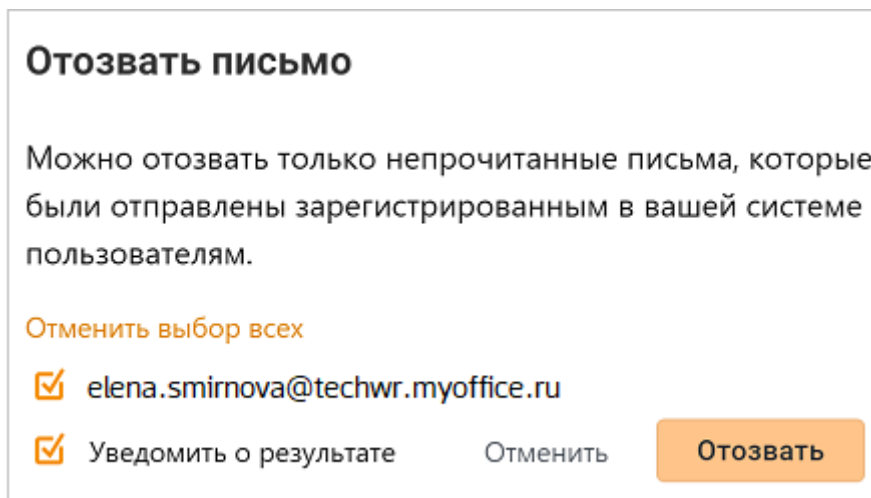 Отозвать письмо
Можно отозвать только непрочитанные письма, которые
были отправлены зарегистрированным в вашей системе
пользователям.
Отменить выбор всех
elena.smirnova@techwr.myoffice.ru
Уведомить о результате Отменить Отозвать